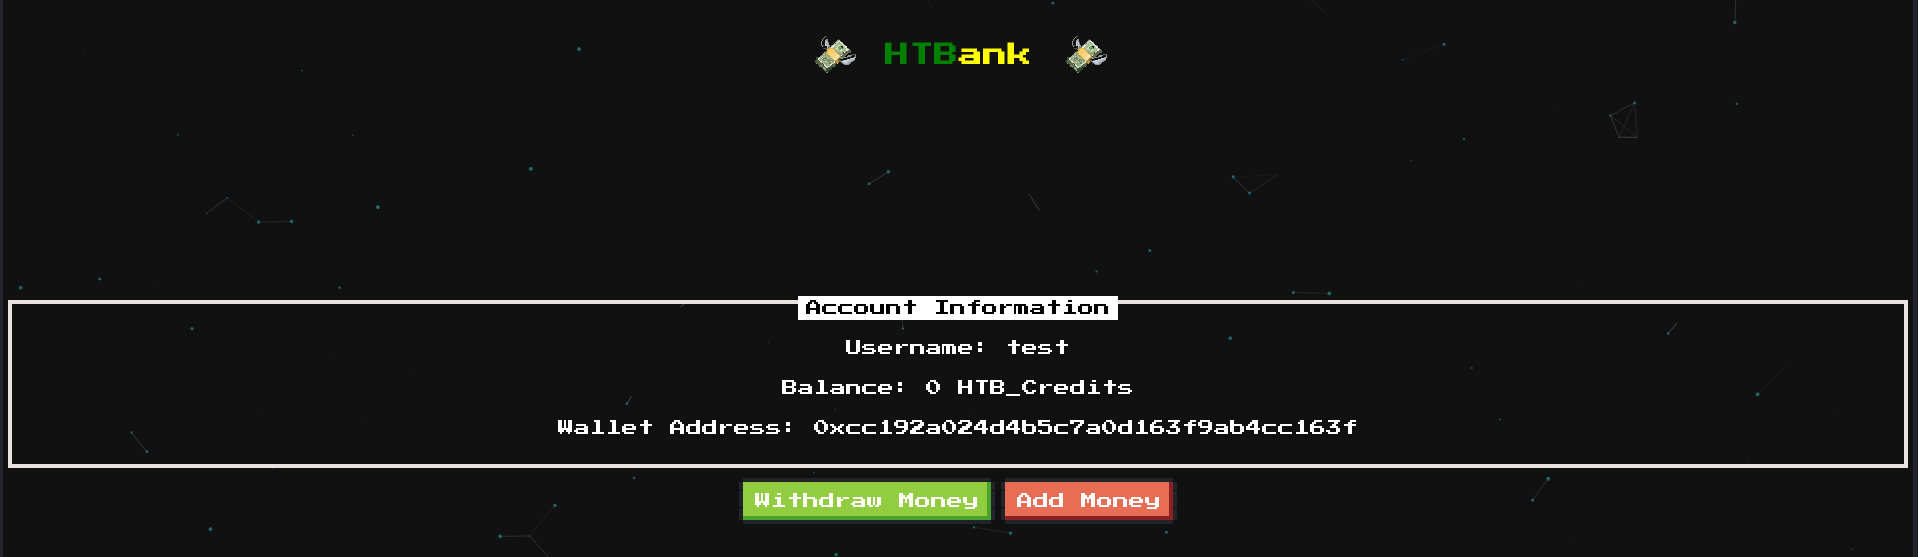 HTBank
Account Information
Username: test
Balance: 0 HTB_Credits
Wallet Address: 0xcc192a024d4b5c7a0d163f9ab4cc163f
Withdraw Money
Add Money